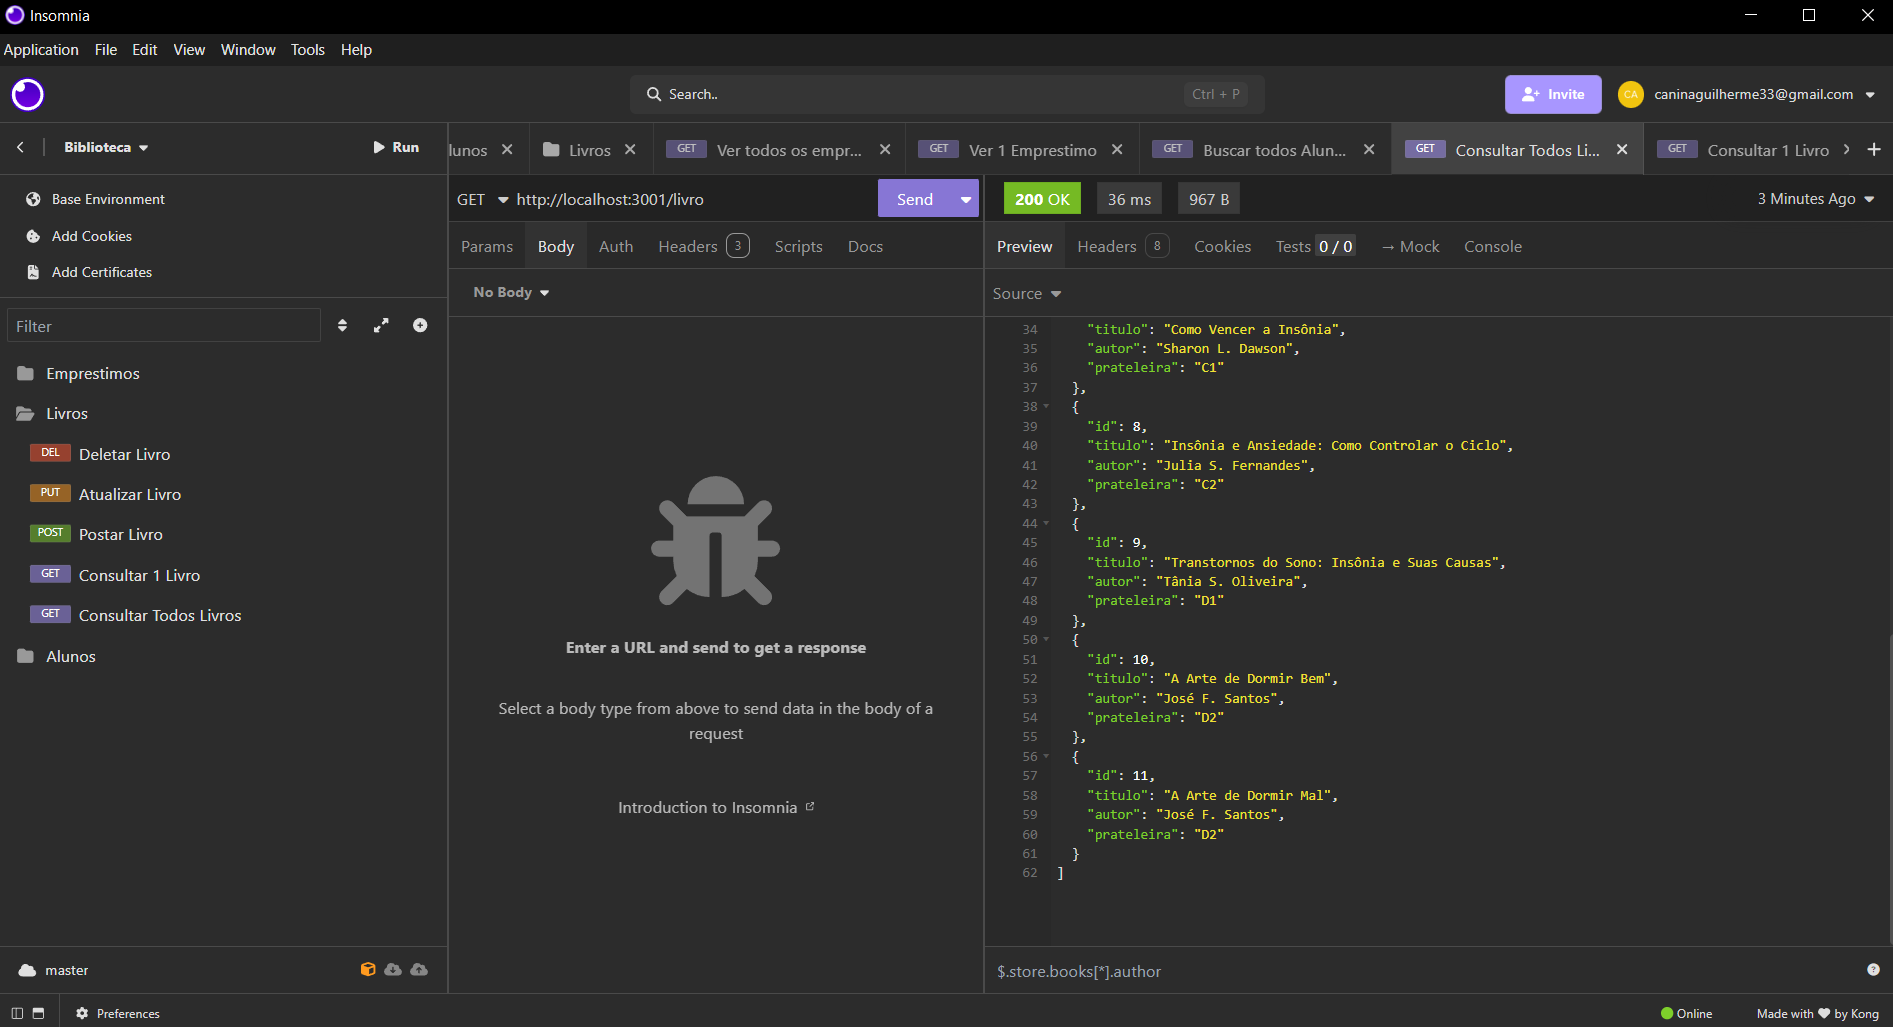 Insomnia
Application File Edit View Window Tools Help
Search.. Ctrl + P
Invite
CA
caninaguilherme33@gmail.com
Biblioteca
Run
lunos
Livros
GET Ver todos os empr...
GET Ver 1 Emprestimo
GET Buscar todos Alun...
GET Consultar Todos Li...
GET Consultar 1 Livro
Base Environment
Add Cookies
Add Certificates
Filter
Emprestimos
Livros
DEL Deletar Livro
PUT Atualizar Livro
POST Postar Livro
GET Consultar 1 Livro
GET Consultar Todos Livros
Alunos
master
GET http://localhost:3001/livro
Send
Params Body Auth Headers 3 Scripts Docs
No Body
Enter a URL and send to get a response
Select a body type from above to send data in the body of a
request
Introduction to Insomnia
200 OK 36 ms 967 B
3 Minutes Ago
Preview Headers 8 Cookies Tests 0 / 0 → Mock Console
Source
34 "titulo": "Como Vencer a Insônia",
35 "autor": "Sharon L. Dawson",
36 "prateleira": "C1"
37 },
38 {
39 "id": 8,
40 "titulo": "Insônia e Ansiedade: Como Controlar o Ciclo",
41 "autor": "Julia S. Fernandes",
42 "prateleira": "C2"
43 },
44 {
45 "id": 9,
46 "titulo": "Transtornos do Sono: Insônia e Suas Causas",
47 "autor": "Tânia S. Oliveira",
48 "prateleira": "D1"
49 },
50 {
51 "id": 10,
52 "titulo": "A Arte de Dormir Bem",
53 "autor": "José F. Santos",
54 "prateleira": "D2"
55 },
56 {
57 "id": 11,
58 "titulo": "A Arte de Dormir Mal",
59 "autor": "José F. Santos",
60 "prateleira": "D2"
61 }
62 ]
$.store.books[*].author
Preferences
Online
Made with ♥ by Kong